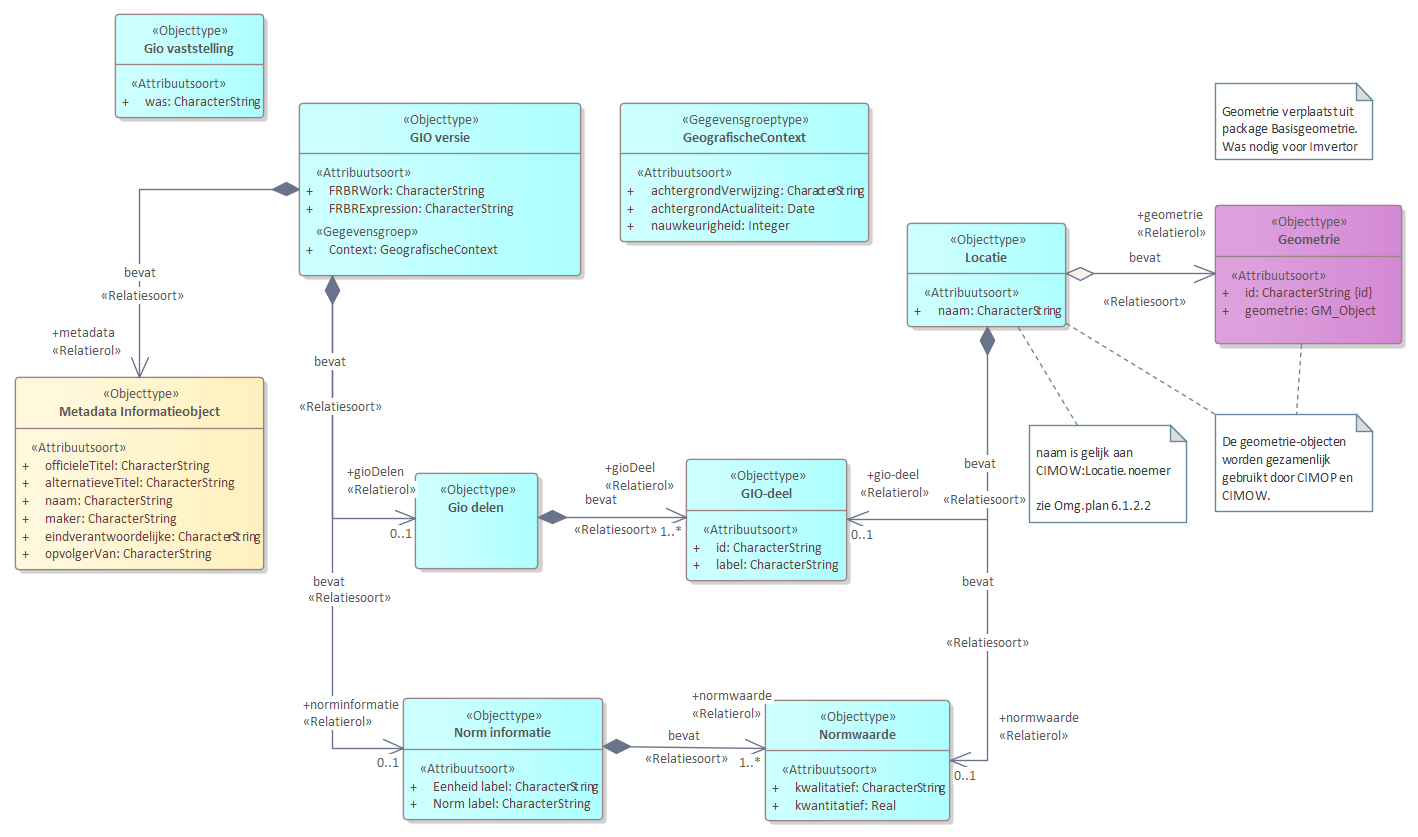 «Objecttype»
Gio vaststelling
«Attribuutsoort»
+ was: CharacterString
«Objecttype»
GIO versie
«Attribuutsoort»
+ FRBRWork: CharacterString
+ FRBRExpression: CharacterString
«Gegevensgroep»
+ Context: GeografischeContext
«Gegevensgroeptype»
GeografischeContext
«Attribuutsoort»
+ achtergrondVerwijzing: CharacterString
+ achtergrondActualiteit: Date
+ nauwkeurigheid: Integer
Geometrie verplaatst uit
package Basisgeometrie.
Was nodig voor Imvertor
«Objecttype»
Locatie
«Attribuutsoort»
+ naam: CharacterString
+geometrie
«Relatierol»
bevat
«Relatiesoort»
«Objecttype»
Geometrie
«Attribuutsoort»
+ id: CharacterString {id}
+ geometrie: GM_Object
bevat
«Relatiesoort»
+metadata
«Relatierol»
«Objecttype»
Metadata Informatieobject
«Attribuutsoort»
+ officieleTitel: CharacterString
+ alternatieveTitel: CharacterString
+ naam: CharacterString
+ maker: CharacterString
+ eindverantwoordelijke: CharacterString
+ opvolgerVan: CharacterString
bevat
«Relatiesoort»
+gioDelen
«Relatierol»
0..1
«Objecttype»
Gio delen
+gioDeel
«Relatierol»
bevat
«Relatiesoort»
1..*
«Objecttype»
GIO-deel
«Attribuutsoort»
+ id: CharacterString
+ label: CharacterString
+gio-deel
«Relatierol»
0..1
bevat
«Relatiesoort»
naam is gelijk aan
CIMOW:Locatie.noemer
zie Omg.plan 6.1.2.2
De geometrie-objecten
worden gezamenlijk
gebruikt door CIMOP en
CIMOW.
bevat
«Relatiesoort»
+norminformatie
«Relatierol»
0..1
«Objecttype»
Norm informatie
«Attribuutsoort»
+ Eenheid label: CharacterString
+ Norm label: CharacterString
+normwaarde
«Relatierol»
bevat
«Relatiesoort»
1..*
«Objecttype»
Normwaarde
«Attribuutsoort»
+ kwalitatief: CharacterString
+ kwantitatief: Real
bevat
«Relatiesoort»
+normwaarde
«Relatierol»
0..1